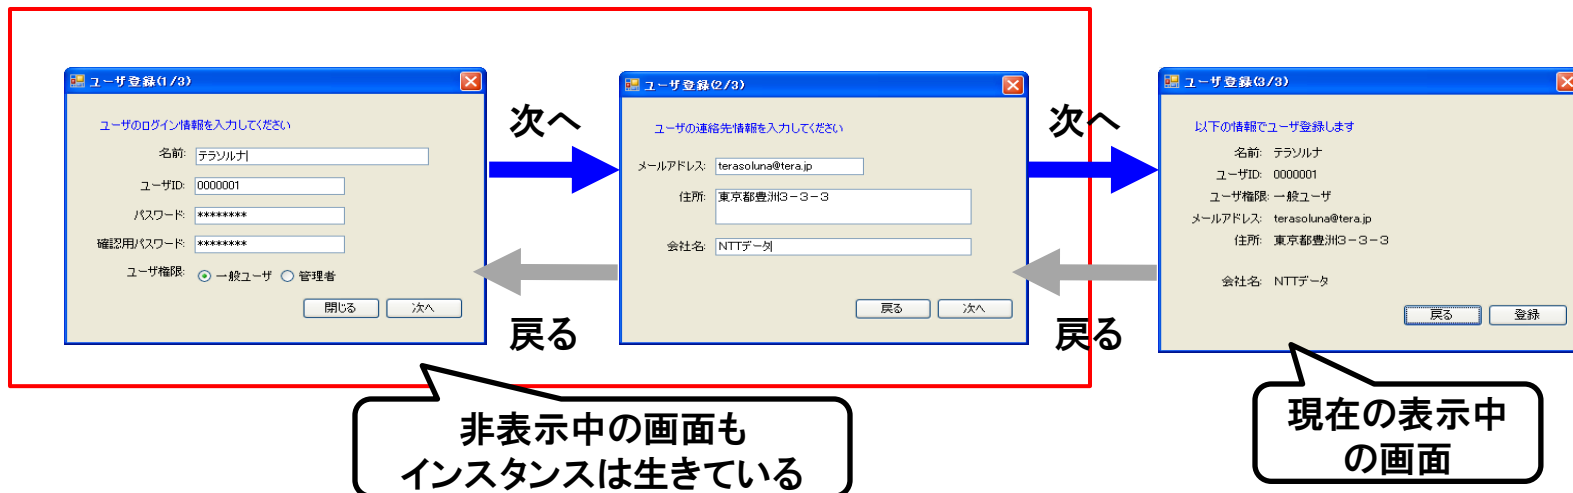 ユーザ登録(1/3)
ユーザのログイン情報を入力してください
名前: テラソルナ
ユーザID: 0000001
パスワード: ********
確認用パスワード: ********
ユーザ権限: 一般ユーザ 管理者
閉じる 次へ
次へ
戻る
ユーザ登録(2/3)
ユーザの連絡先情報を入力してください
メールアドレス: terasoluna@tera.jp
住所: 東京都豊洲3-3-3
会社名: NTTデータ
戻る 次へ
次へ
戻る
ユーザ登録(3/3)
以下の情報でユーザ登録します
名前: テラソルナ
ユーザID: 0000001
ユーザ権限: 一般ユーザ
メールアドレス: terasoluna@tera.jp
住所: 東京都豊洲3-3-3
会社名: NTTデータ
戻る 登録
非表示中の画面も
インスタンスは生きている
現在の表示中
の画面